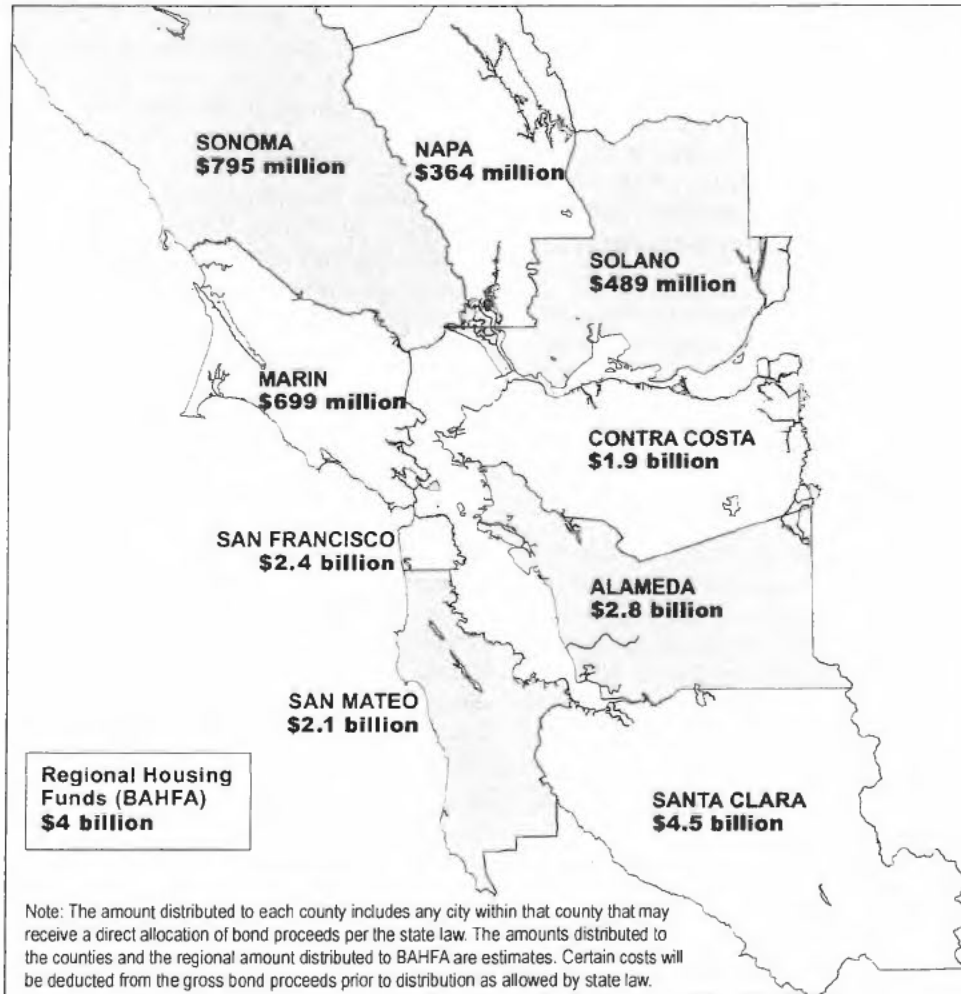 SONOMA
$795 million
NAPA
$364 million
SOLANO
$489 million
MARIN
$699 million
CONTRA COSTA
$1.9 billion
SAN FRANCISCO
$2.4 billion
ALAMEDA
$2.8 billion
SAN MATEO
$2.1 billion
Regional Housing
Funds (BAHFA)
$4 billion
SANTA CLARA
$4.5 billion
Note: The amount distributed to each county includes any city within that county that may
receive a direct allocation of bond proceeds per the state law. The amounts distributed to
the counties and the regional amount distributed to BAHFA are estimates. Certain costs will
be deducted from the gross bond proceeds prior to distribution as allowed by state law.